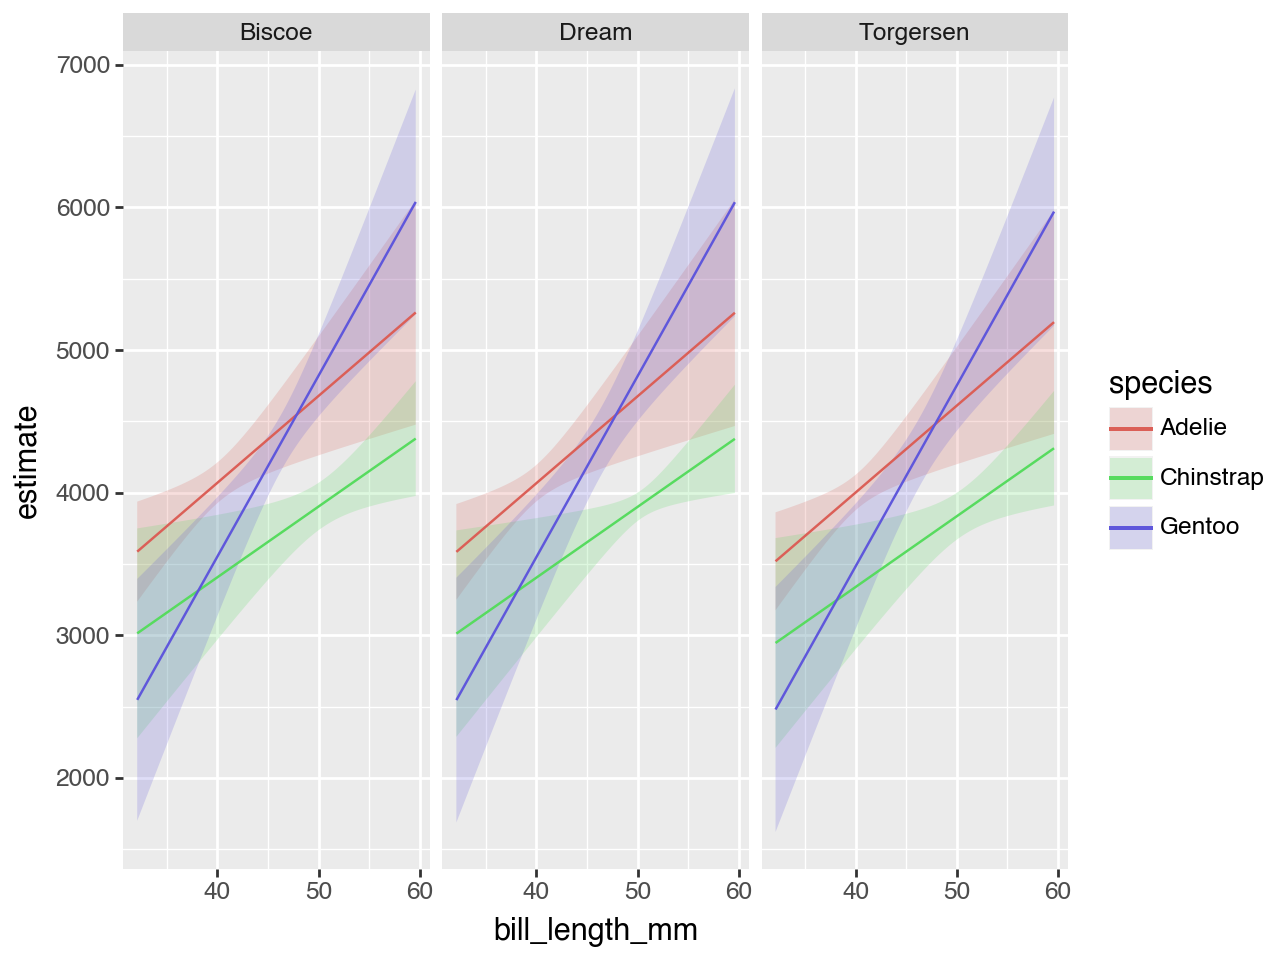 Biscoe Dream Torgersen
7000
6000
5000
4000
3000
2000
estimate
40 50 60 40 50 60 40 50 60
bill_length_mm
species
Adelie
Chinstrap
Gentoo